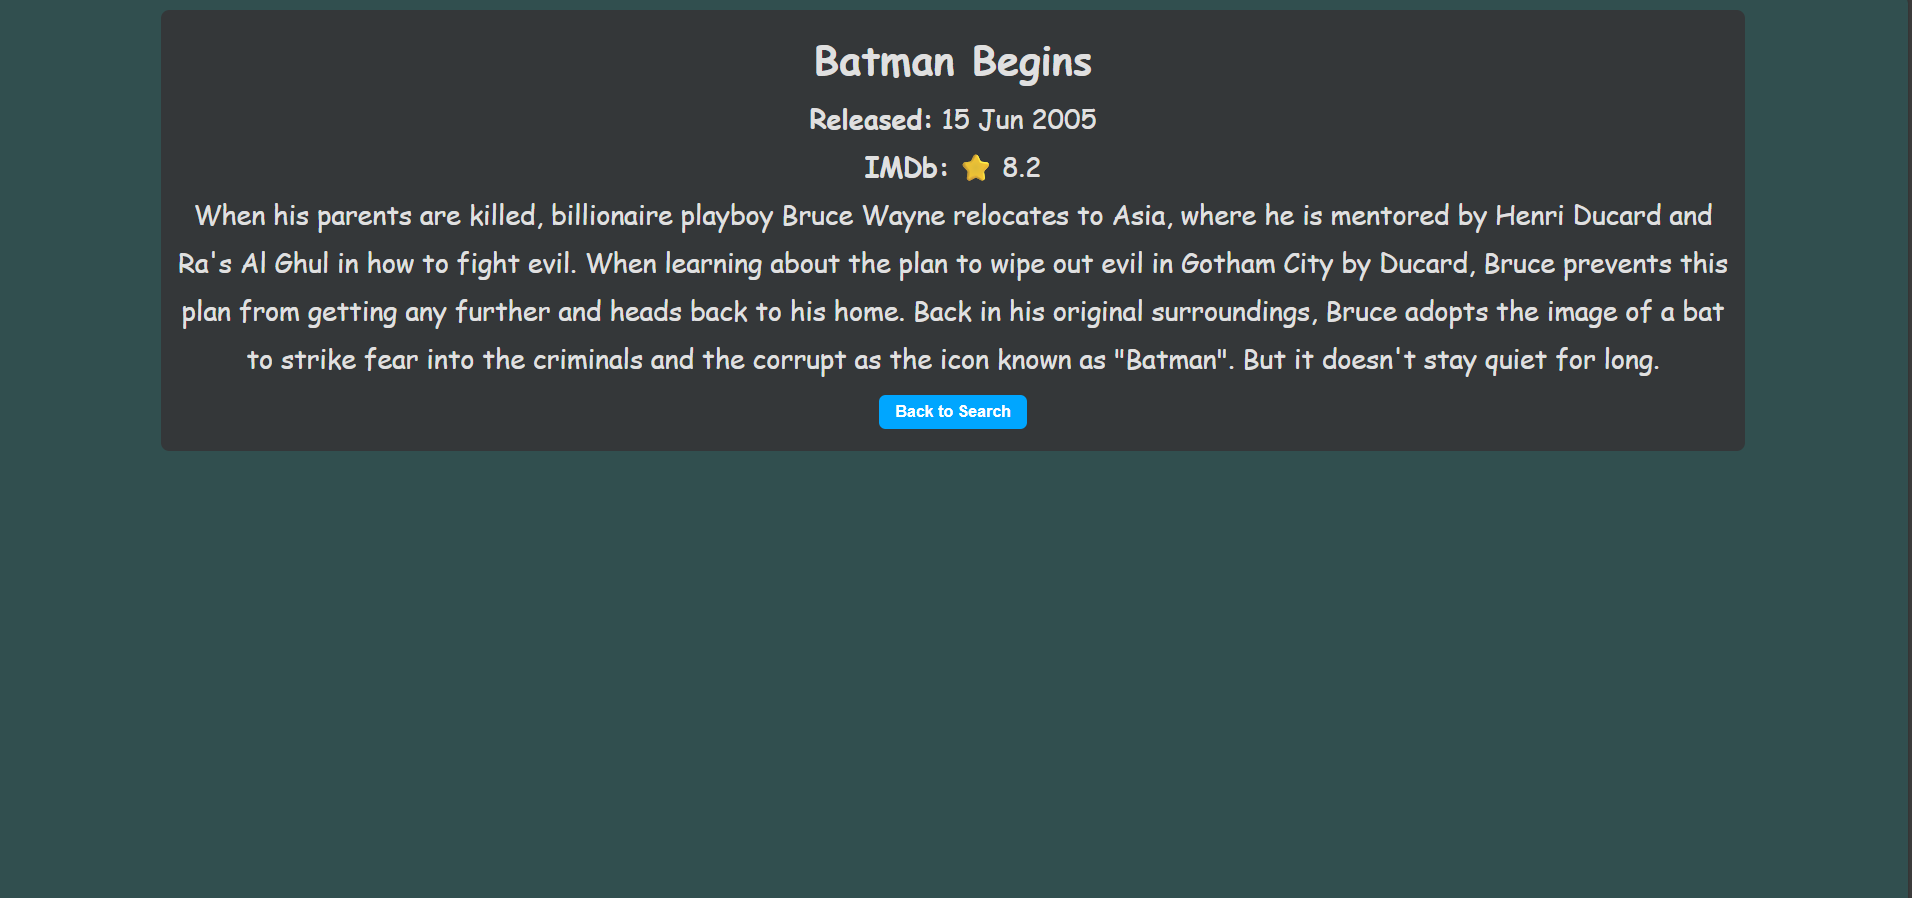 Batman Begins
Released: 15 Jun 2005
IMDb: ⭐ 8.2
When his parents are killed, billionaire playboy Bruce Wayne relocates to Asia, where he is mentored by Henri Ducard and
Ra's Al Ghul in how to fight evil. When learning about the plan to wipe out evil in Gotham City by Ducard, Bruce prevents this
plan from getting any further and heads back to his home. Back in his original surroundings, Bruce adopts the image of a bat
to strike fear into the criminals and the corrupt as the icon known as "Batman". But it doesn't stay quiet for long.
Back to Search